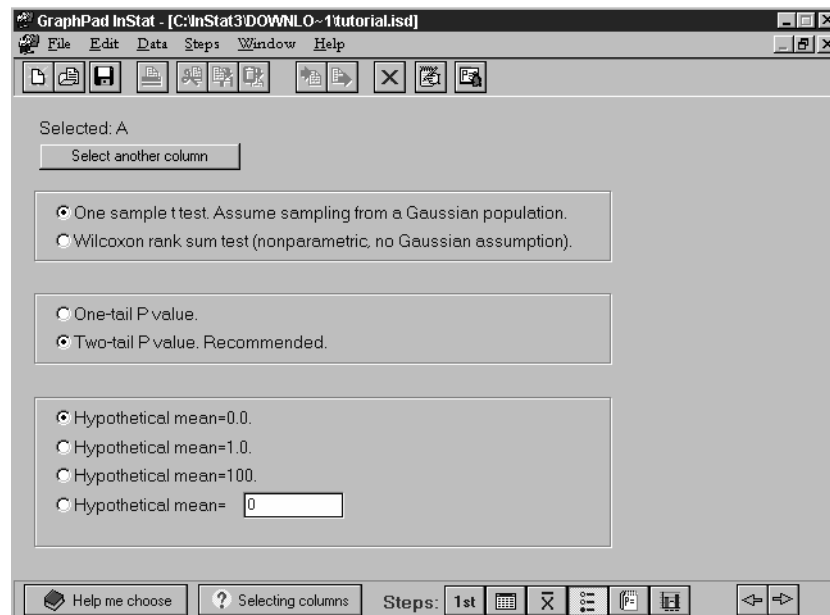 GraphPad InStat - [C:\InStat3\DOWNLO~1\tutorial.isd]
File Edit Data Steps Window Help
Selected: A
Select another column
One sample t test. Assume sampling from a Gaussian population.
Wilcoxon rank sum test (nonparametric, no Gaussian assumption).
One-tail P value.
Two-tail P value. Recommended.
Hypothetical mean=0.0.
Hypothetical mean=1.0.
Hypothetical mean=100.
Hypothetical mean= 0
Help me choose ? Selecting columns Steps: 1st x̄ P=